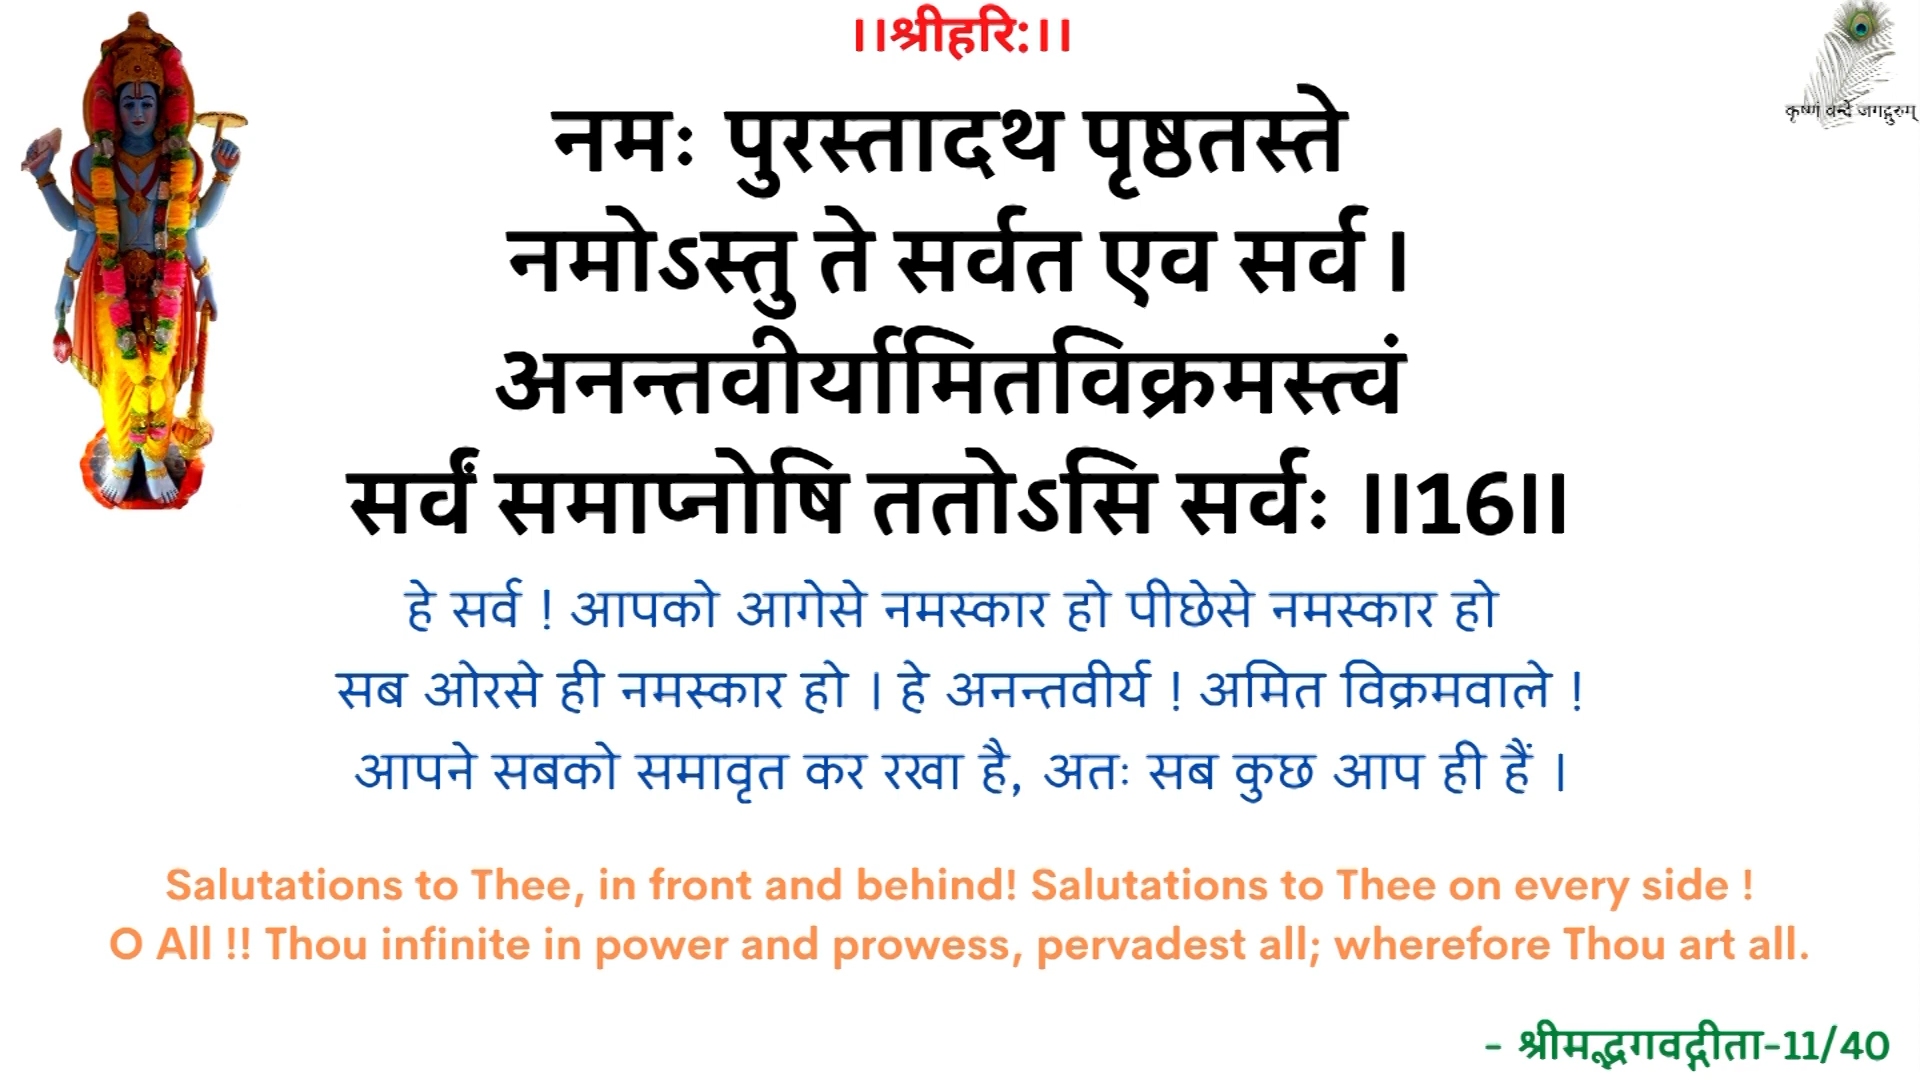 ।।श्रीहरि:।।
कृष्णं वन्दे जगद्गुरुम्
नमः पुरस्तादथ पृष्ठतस्ते
नमोऽस्तु ते सर्वत एव सर्व ।
अनन्तवीर्यामितविक्रमस्त्वं
सर्वं समाप्नोषि ततोऽसि सर्वः ।।16।।
हे सर्व ! आपको आगेसे नमस्कार हो पीछेसे नमस्कार हो
सब ओरसे ही नमस्कार हो । हे अनन्तवीर्य ! अमित विक्रमवाले !
आपने सबको समावृत कर रखा है, अतः सब कुछ आप ही हैं ।
Salutations to Thee, in front and behind! Salutations to Thee on every side !
O All !! Thou infinite in power and prowess, pervadest all; wherefore Thou art all.
- श्रीमद्भगवद्गीता-11/40